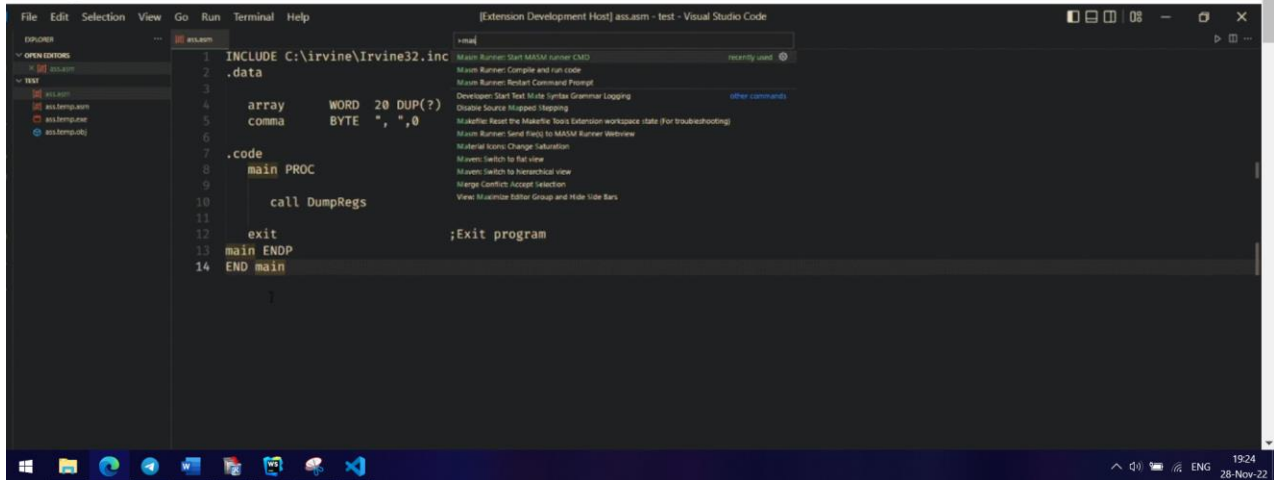 File Edit Selection View Go Run Terminal Help [Extension Development Host] ass.asm - test - Visual Studio Code
EXPLORER
OPEN EDITORS
ass.asm
TEST
ass.asm
ass.temp.asm
ass.temp.exe
ass.temp.obj
ass.asm
1 INCLUDE C:\irvine\Irvine32.inc
2 .data
3
4 array WORD 20 DUP(?)
5 comma BYTE ", ",0
6
7 .code
8 main PROC
9
10 call DumpRegs
11
12 exit ;Exit program
13 main ENDP
14 END main
>mas
Masm Runner: Start MASM runner CMD recently used
Masm Runner: Compile and run code
Masm Runner: Restart Command Prompt
Developer: Start Text Mate Syntax Grammar Logging other commands
Disable Source Mapped Stepping
Makefile: Reset the Makefile Tools Extension workspace state (For troubleshooting)
Masm Runner: Send file(s) to MASM Runner Webview
Material Icons: Change Saturation
Maven: Switch to flat view
Maven: Switch to hierarchical view
Merge Conflict: Accept Selection
View: Maximize Editor Group and Hide Side Bars
W
WS
ENG
19:24
28-Nov-22